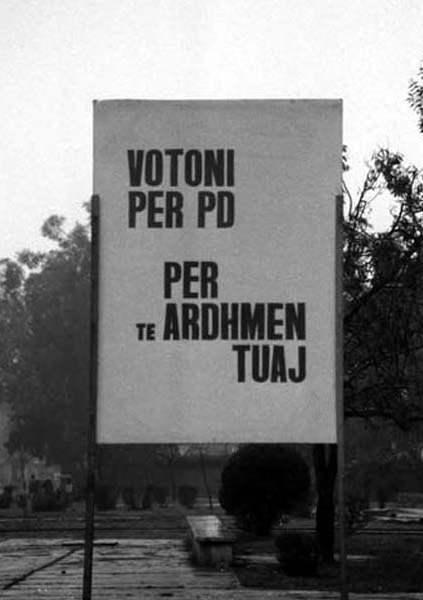 VOTONI
PER PD
PER
TE ARDHMEN
TUAJ